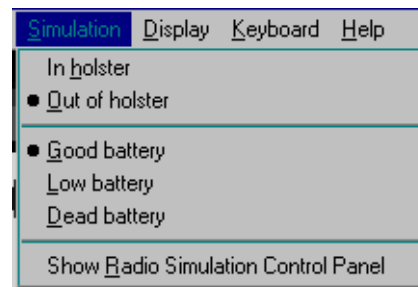 Simulation Display Keyboard Help
In holster
Out of holster
Good battery
Low battery
Dead battery
Show Radio Simulation Control Panel